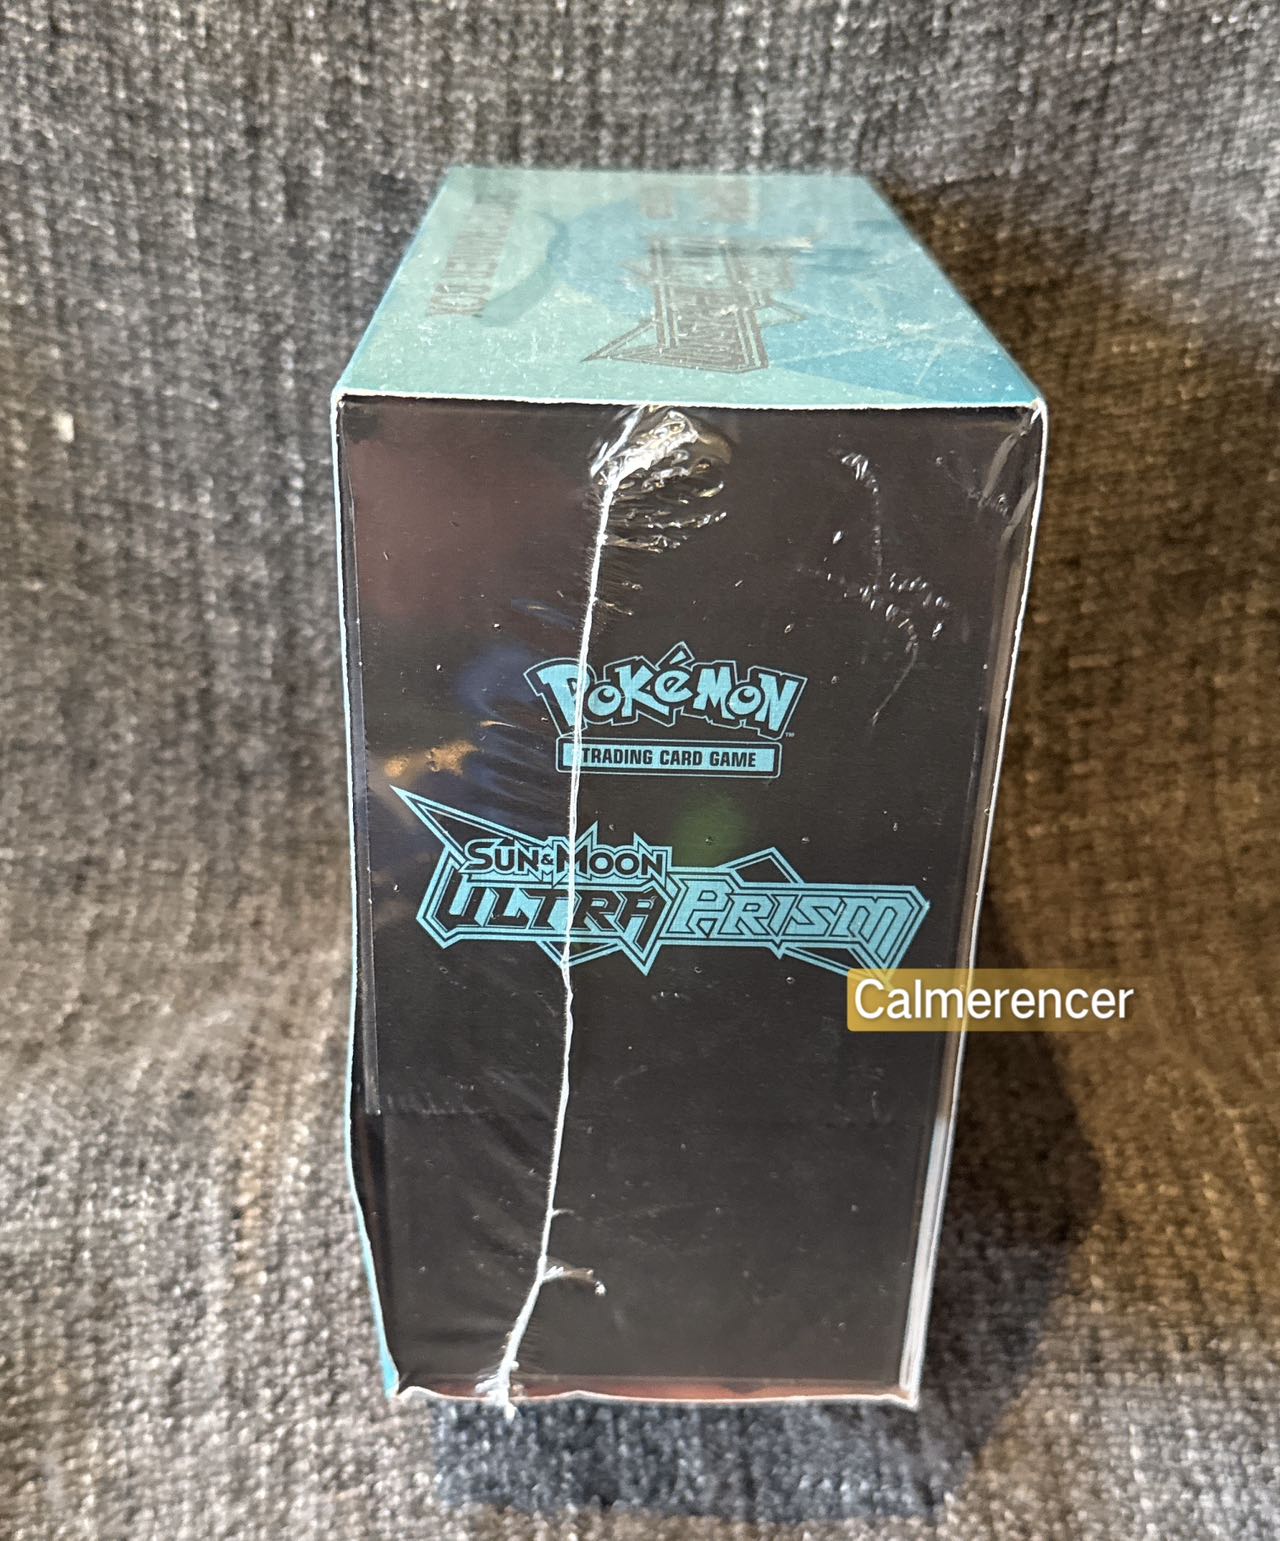 POKéMON
TRADING CARD GAME
SUN & MOON
ULTRA PRISM
Calmerencer